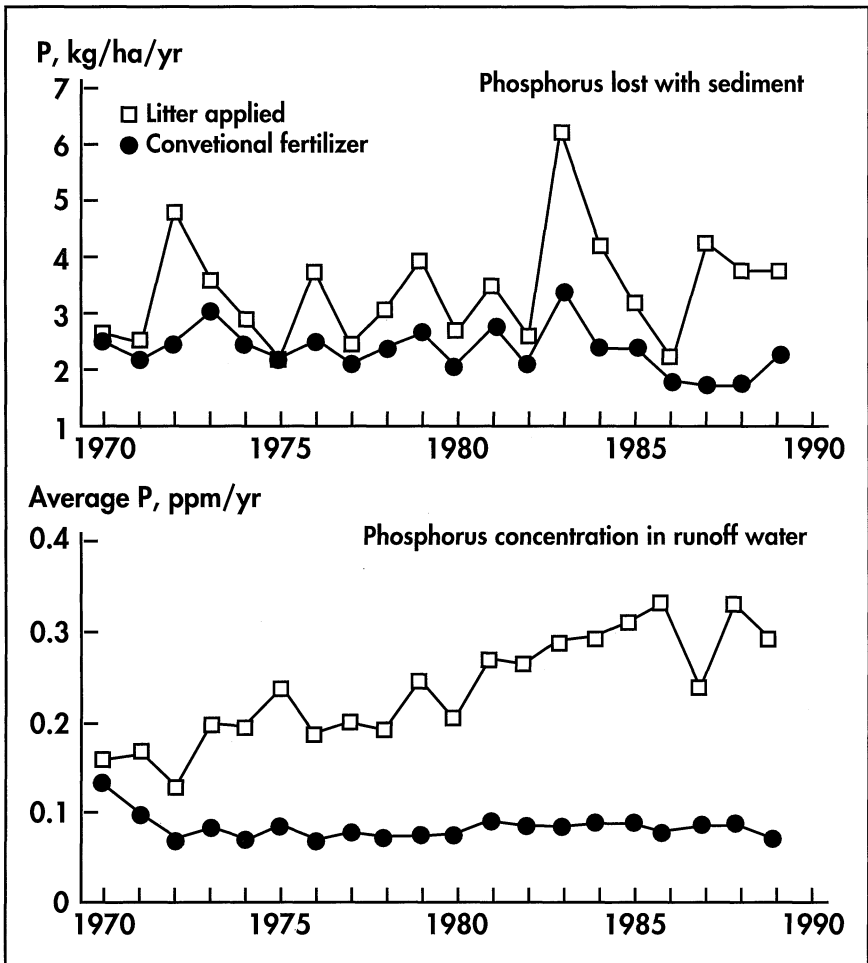 P, kg/ha/yr
Phosphorus lost with sediment
7
Litter applied
Convetional fertilizer
6
5
4
3
2
1
1970 1975 1980 1985 1990
Average P, ppm/yr
Phosphorus concentration in runoff water
0.4
0.3
0.2
0.1
0
1970 1975 1980 1985 1990